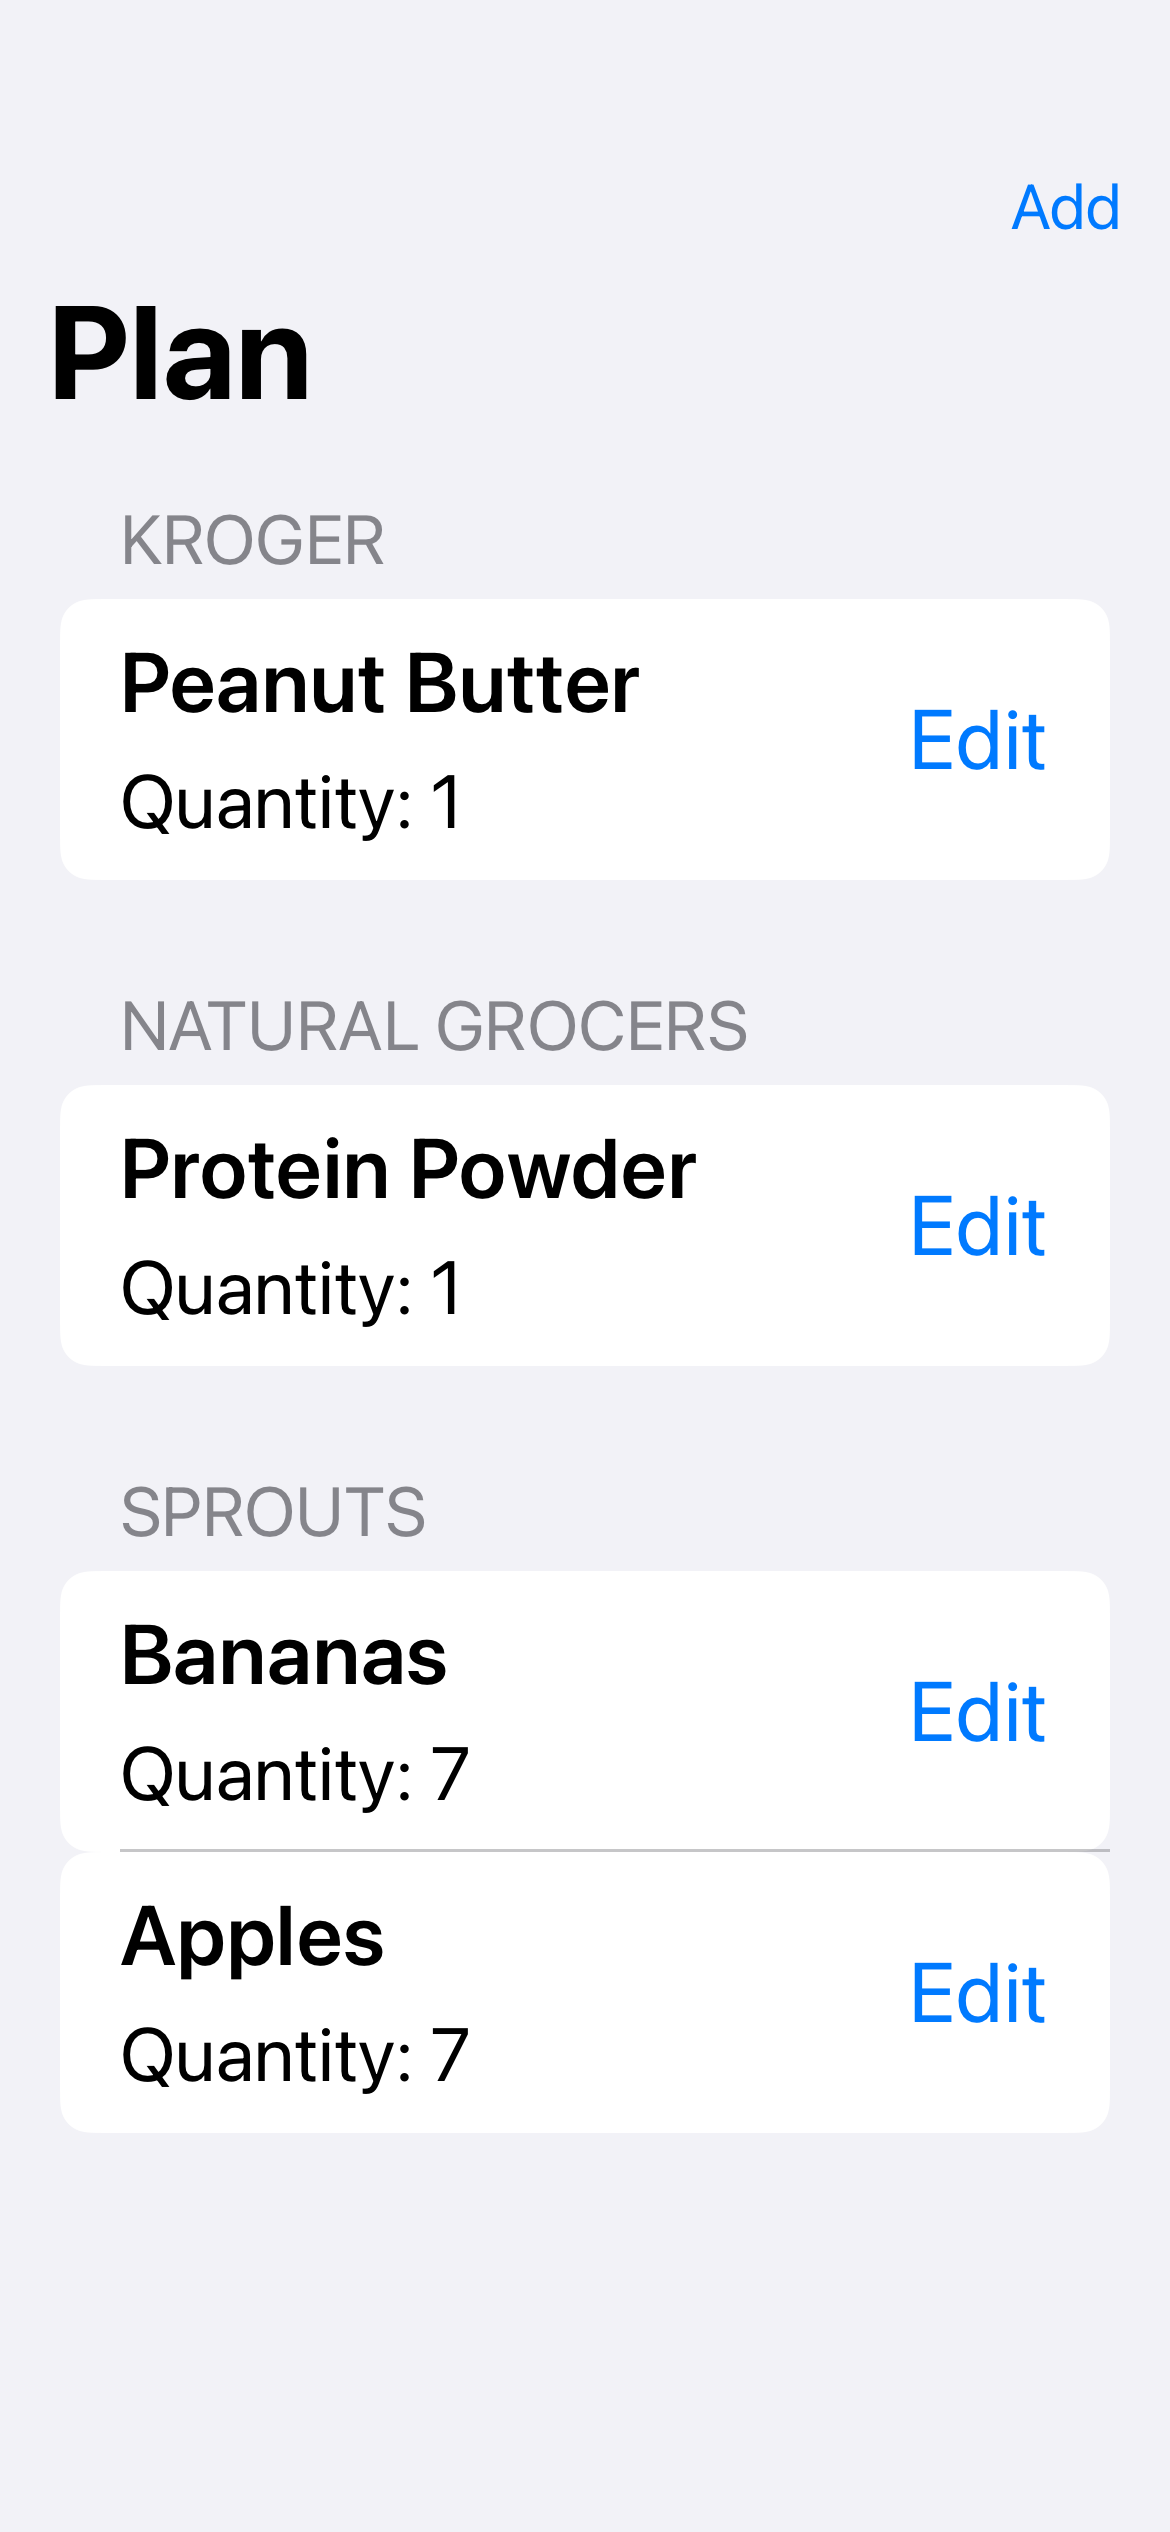 Add
Plan
KROGER
Peanut Butter
Edit
Quantity: 1
NATURAL GROCERS
Protein Powder
Edit
Quantity: 1
SPROUTS
Bananas
Edit
Quantity: 7
Apples
Edit
Quantity: 7